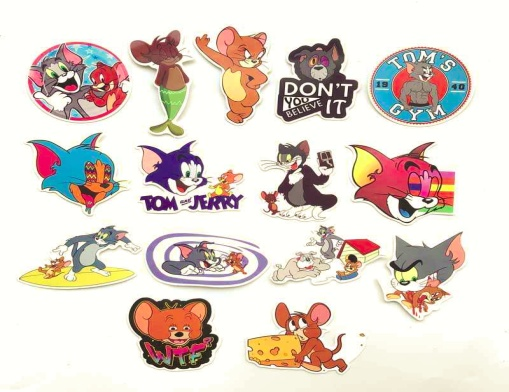 DON'T
YOU
BELIEVE IT
TOM'S
19 40
GYM
TOM AND JERRY
WTF